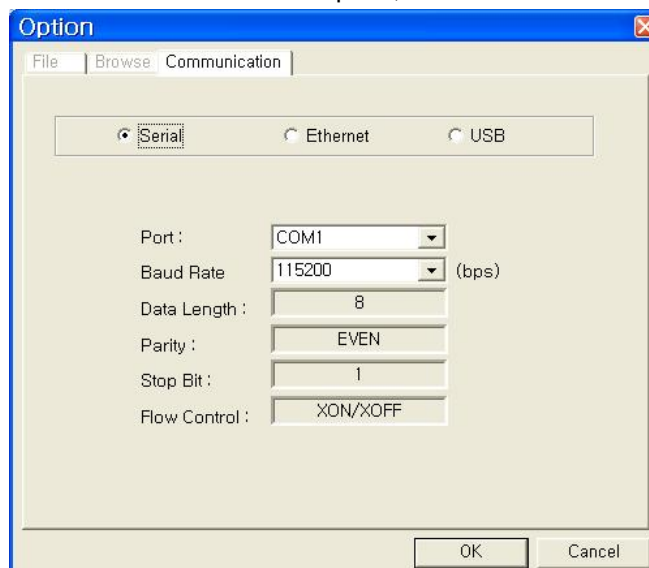 Option
File Browse Communication
Serial Ethernet USB
Port : COM1
Baud Rate 115200 (bps)
Data Length : 8
Parity : EVEN
Stop Bit : 1
Flow Control : XON/XOFF
OK Cancel